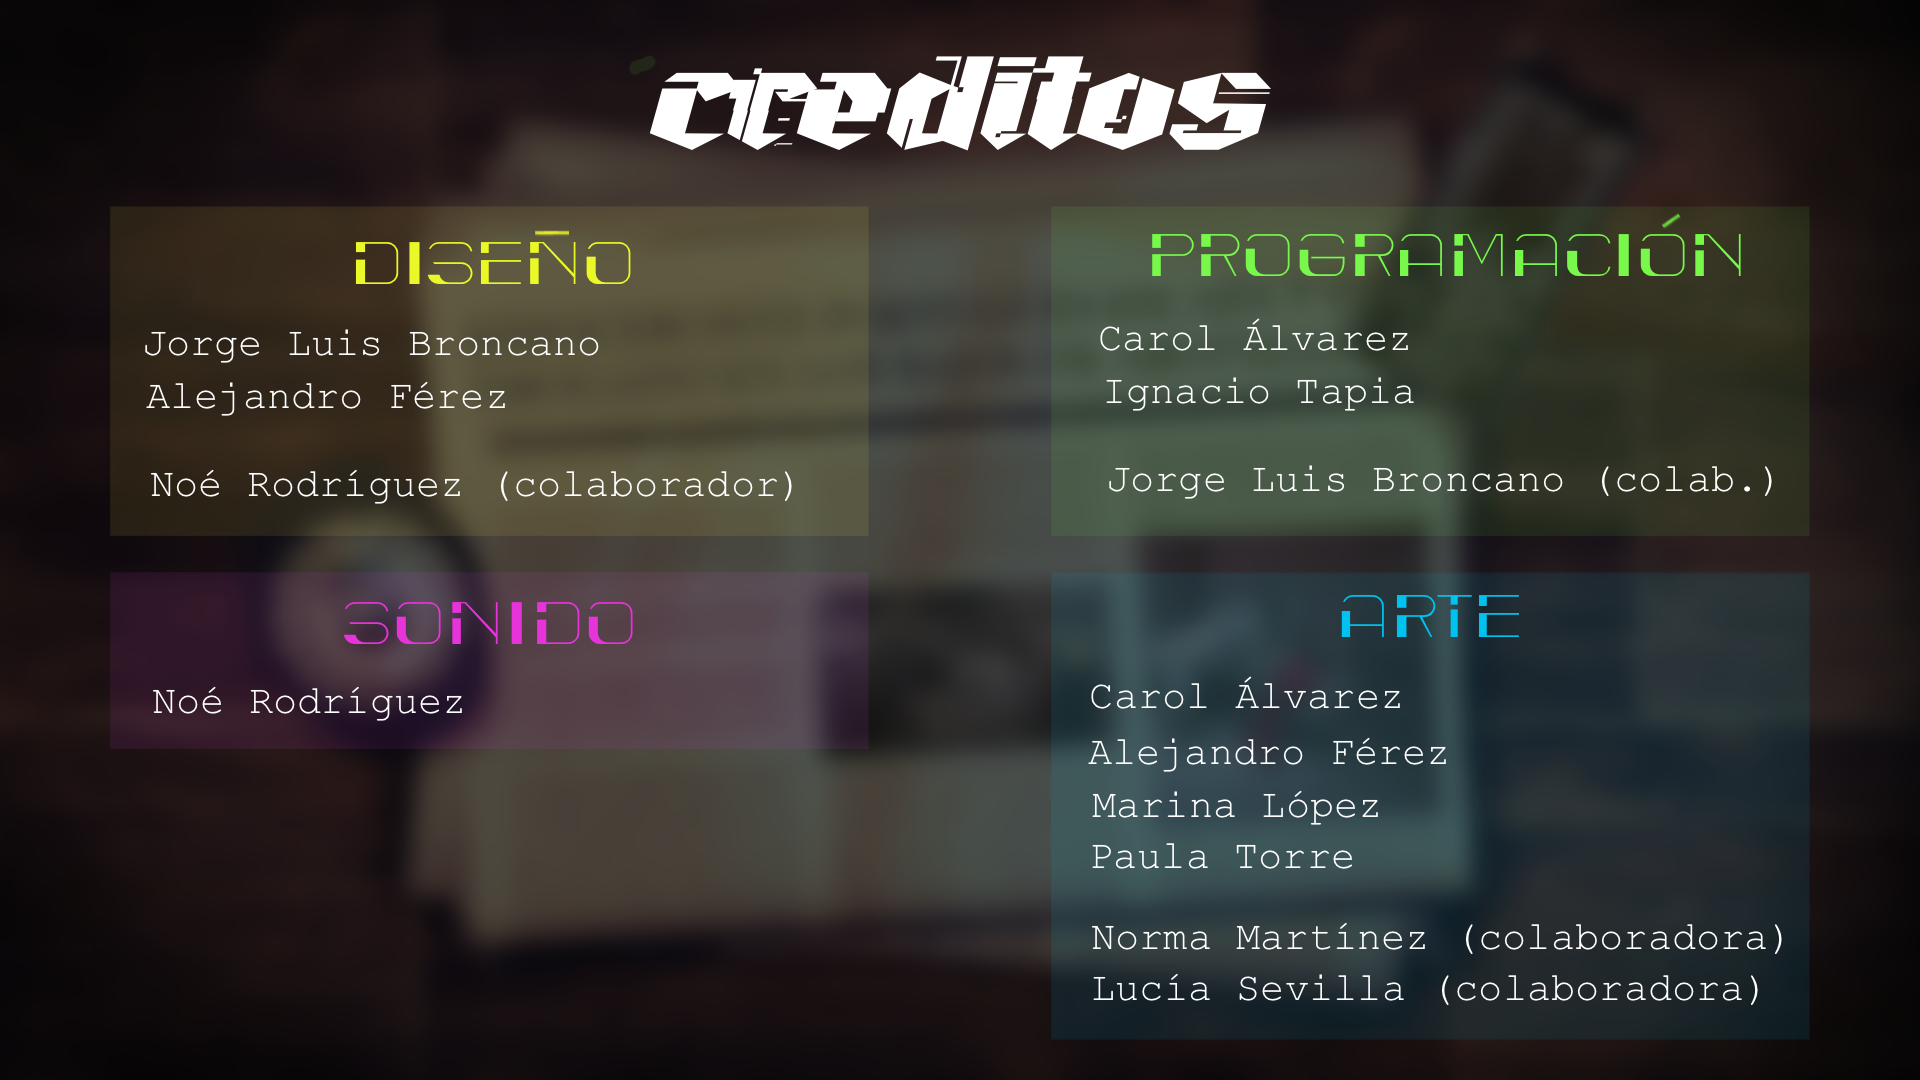 creditos
DISEÑO
Jorge Luis Broncano
Alejandro Férez
Noé Rodríguez (colaborador)
PROGRAMACIÓN
Carol Álvarez
Ignacio Tapia
Jorge Luis Broncano (colab.)
SONIDO
Noé Rodríguez
ARTE
Carol Álvarez
Alejandro Férez
Marina López
Paula Torre
Norma Martínez (colaboradora)
Lucía Sevilla (colaboradora)